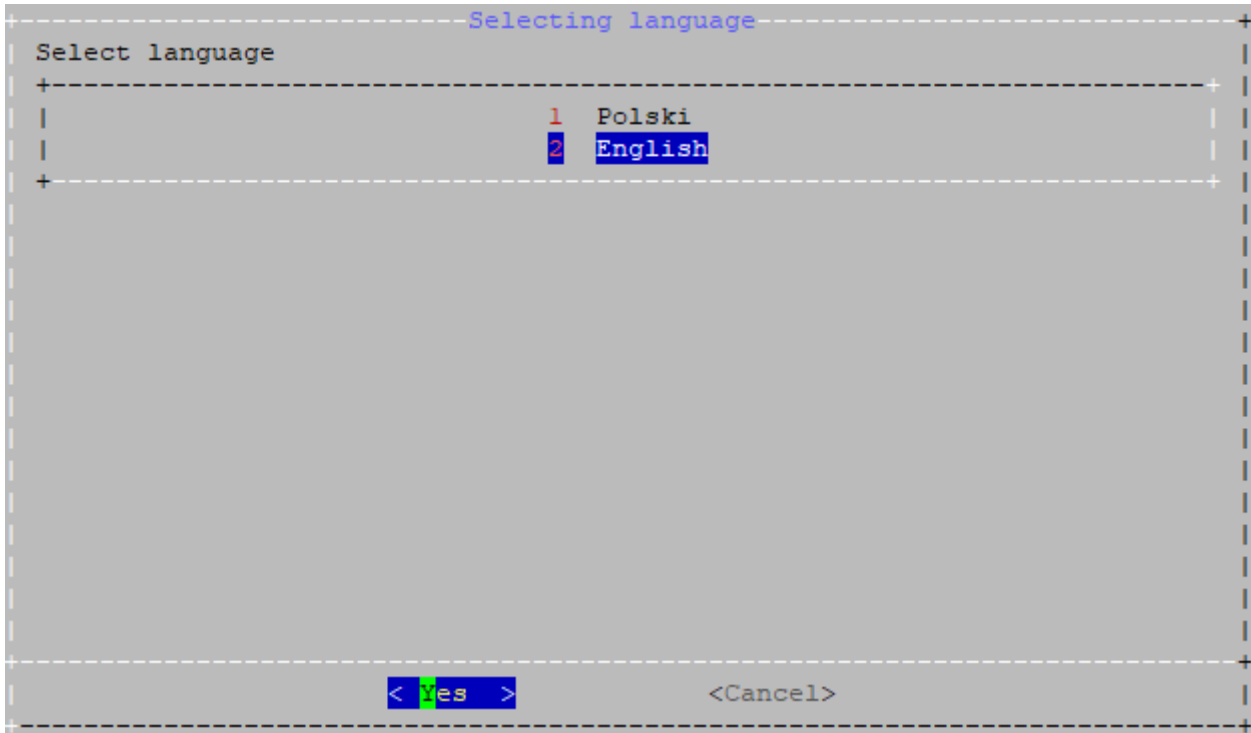 Selecting language
Select language
1 Polski
2 English
< Yes > <Cancel>